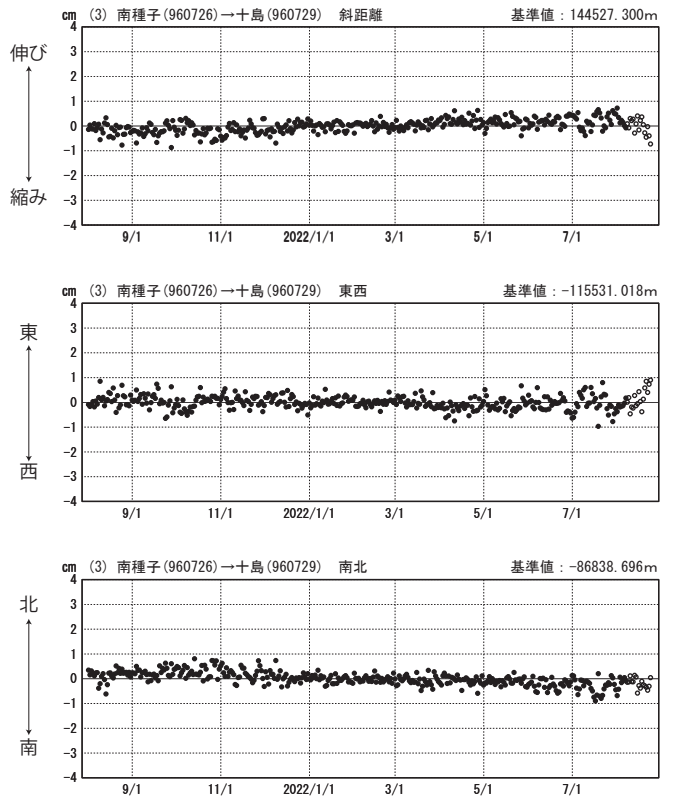 cm (3) 南種子(960726)→十島(960729) 斜距離 基準値：144527.300m
4
伸び
3
2
1
0
-1
-2
縮み
-3
-4
9/1 11/1 2022/1/1 3/1 5/1 7/1
cm (3) 南種子(960726)→十島(960729) 東西 基準値：-115531.018m
4
東
3
2
1
0
-1
-2
西
-3
-4
9/1 11/1 2022/1/1 3/1 5/1 7/1
cm (3) 南種子(960726)→十島(960729) 南北 基準値：-86838.696m
4
北
3
2
1
0
-1
-2
南
-3
-4
9/1 11/1 2022/1/1 3/1 5/1 7/1